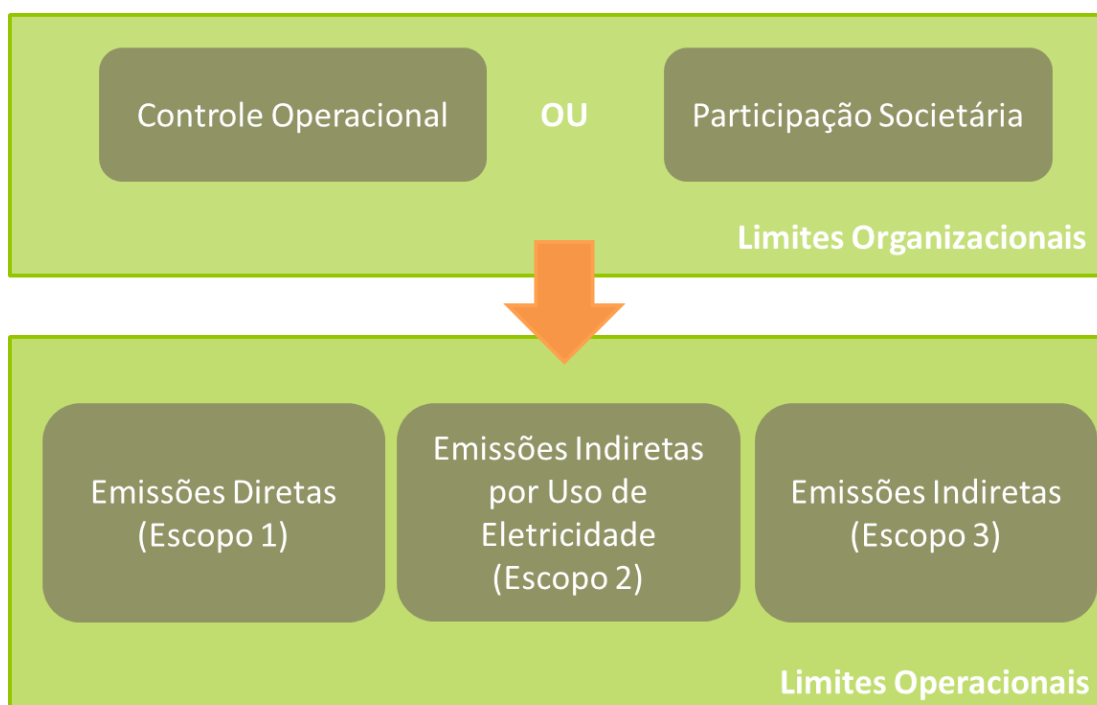 Controle Operacional
OU
Participação Societária
Limites Organizacionais
Emissões Diretas
(Escopo 1)
Emissões Indiretas
por Uso de
Eletricidade
(Escopo 2)
Emissões Indiretas
(Escopo 3)
Limites Operacionais